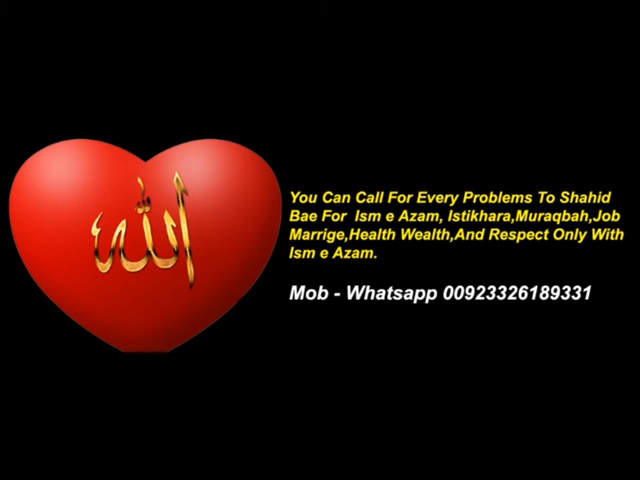 الله
You Can Call For Every Problems To Shahid
Bae For Ism e Azam, Istikhara,Muraqbah,Job
Marrige,Health Wealth,And Respect Only With
Ism e Azam.
Mob - Whatsapp 00923326189331